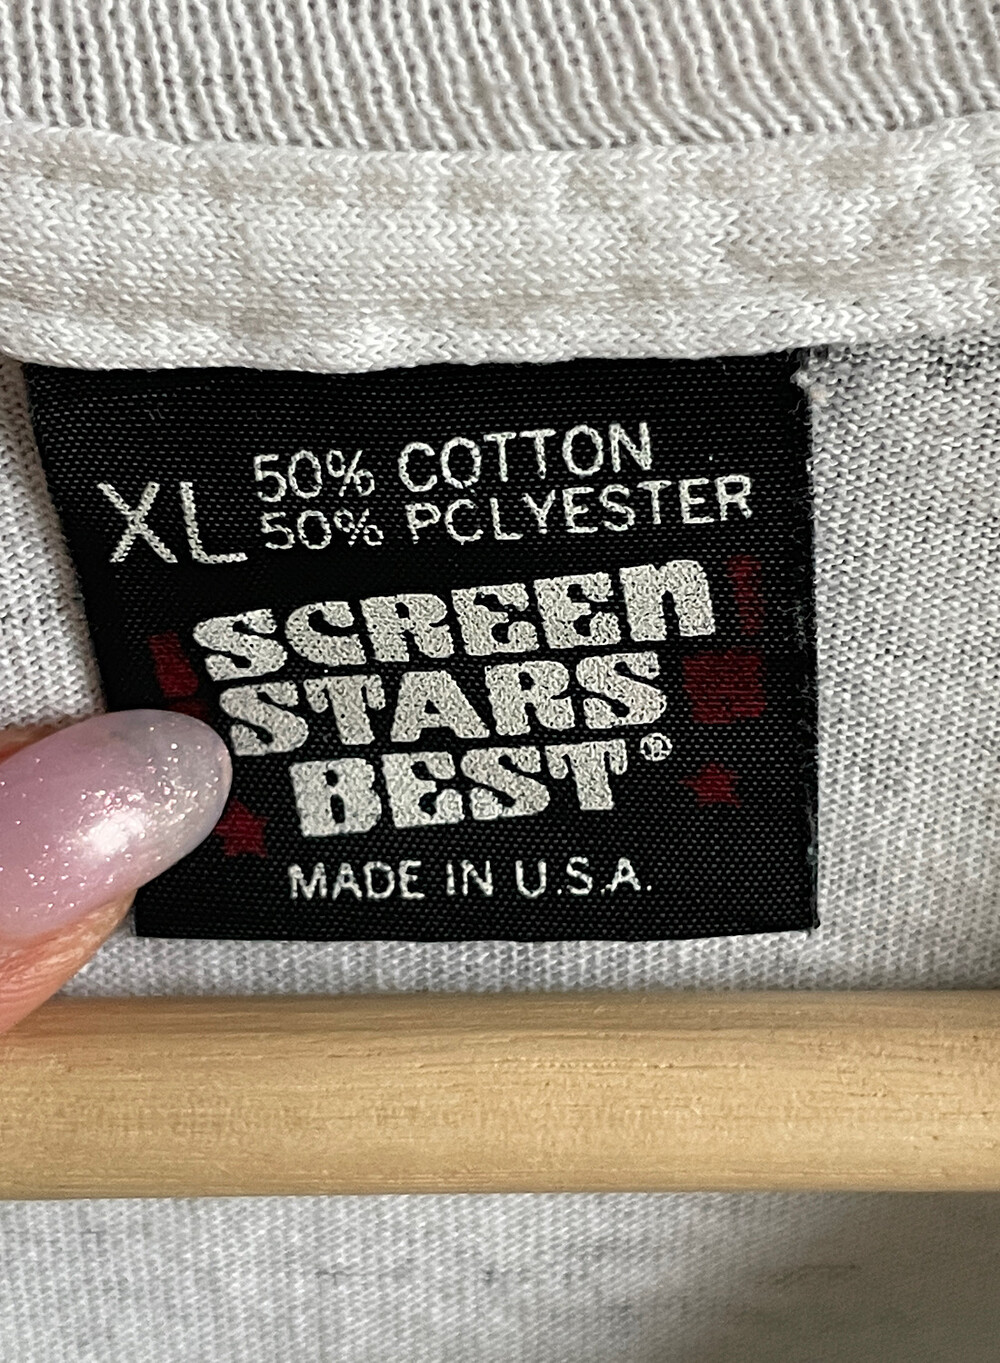 XL 50% COTTON
50% PCLYESTER
SCREEN
STARS
BEST®
MADE IN U.S.A.